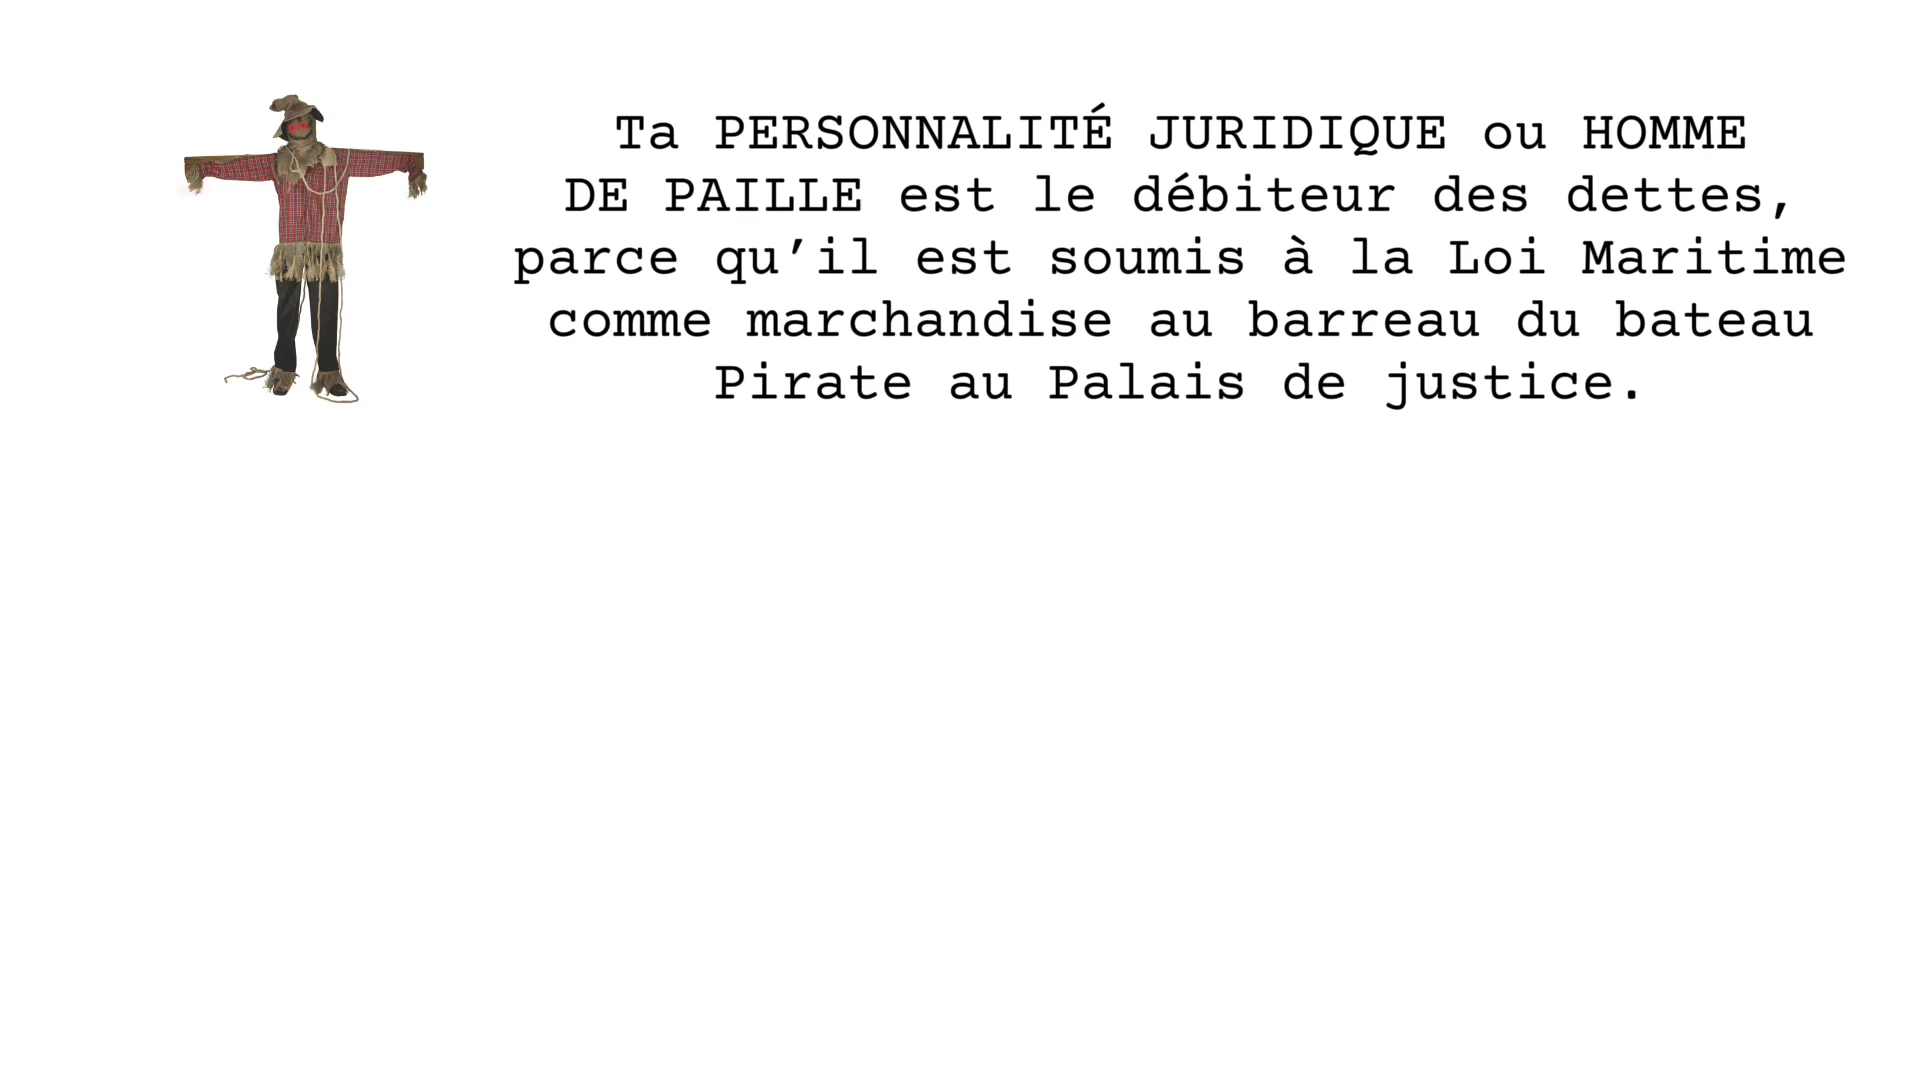 Ta PERSONNALITÉ JURIDIQUE ou HOMME
DE PAILLE est le débiteur des dettes,
parce qu’il est soumis à la Loi Maritime
comme marchandise au barreau du bateau
Pirate au Palais de justice.